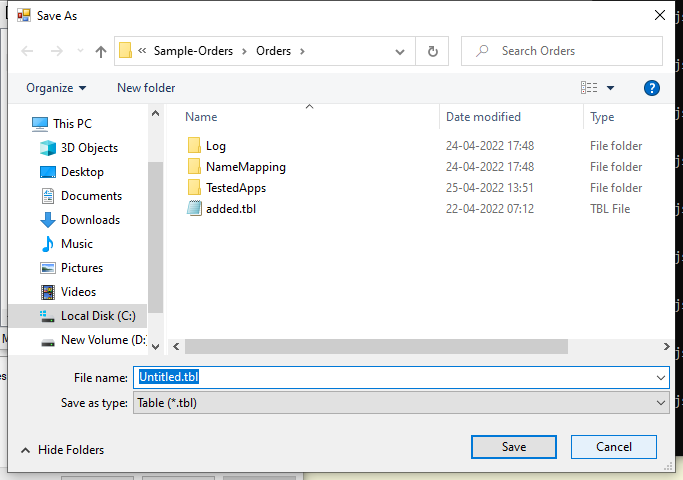 Save As
« Sample-Orders > Orders >
Search Orders
Organize
New folder
?
Name Date modified Type
This PC
3D Objects
Desktop
Documents
Downloads
Music
Pictures
Videos
Local Disk (C:)
New Volume (D:
Log 24-04-2022 17:48 File folder
NameMapping 24-04-2022 17:48 File folder
TestedApps 25-04-2022 13:51 File folder
added.tbl 22-04-2022 07:12 TBL File
File name: Untitled.tbl
Save as type: Table (*.tbl)
Hide Folders
Save
Cancel